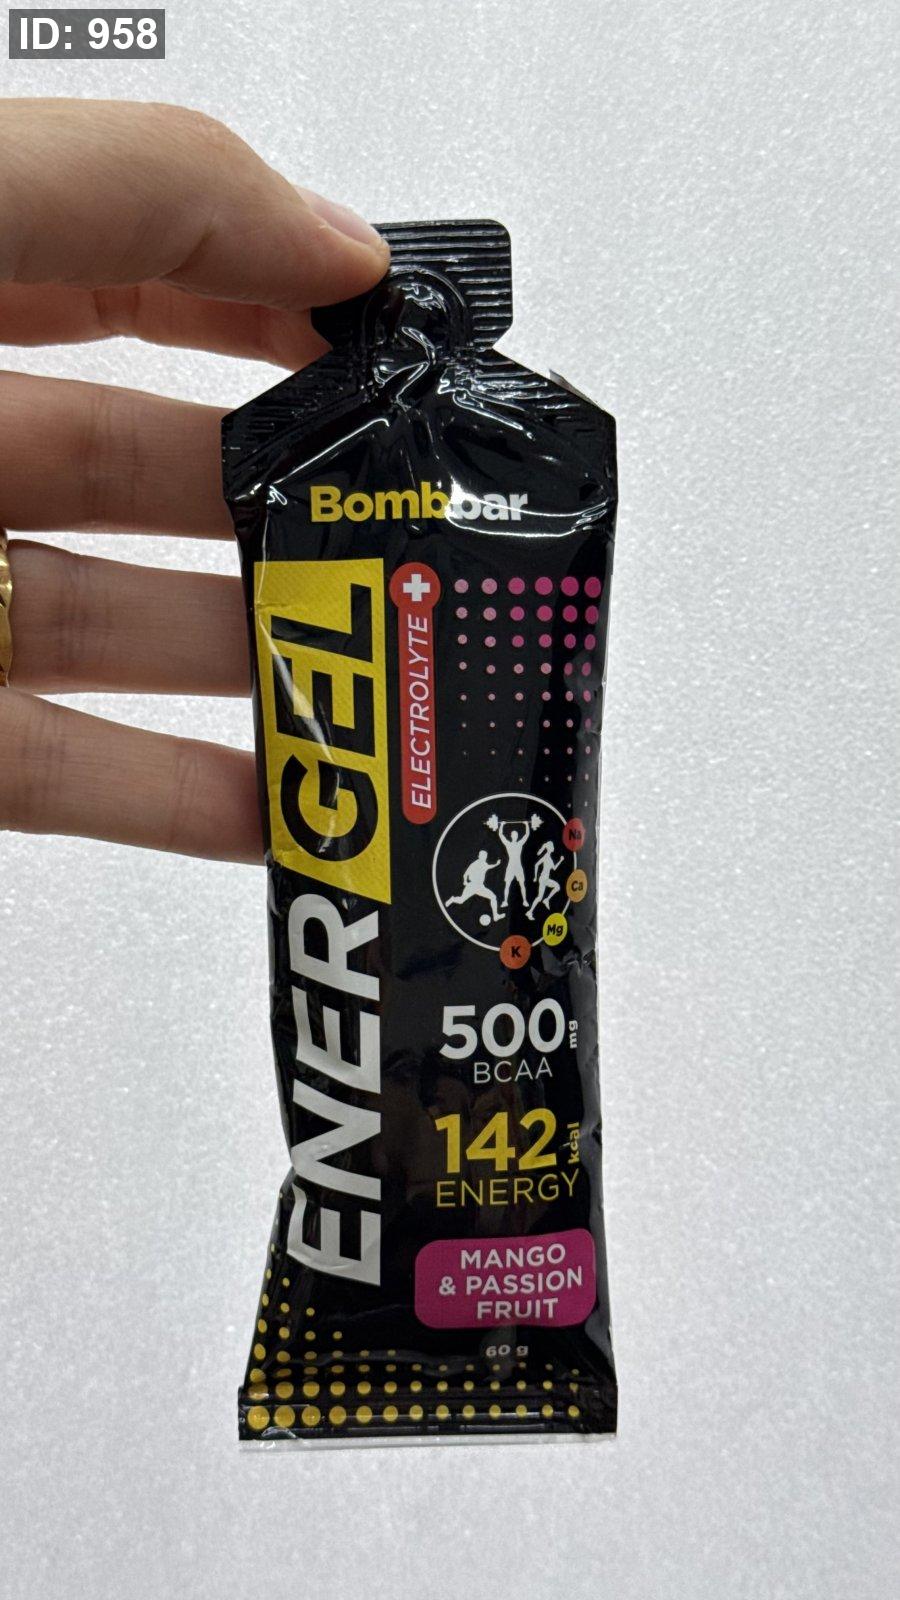 ID: 958
Bombbar
ENERGEL
ELECTROLYTE
Na
Ca
Mg
K
500 mg
BCAA
142 kcal
ENERGY
MANGO
& PASSION
FRUIT
60 g